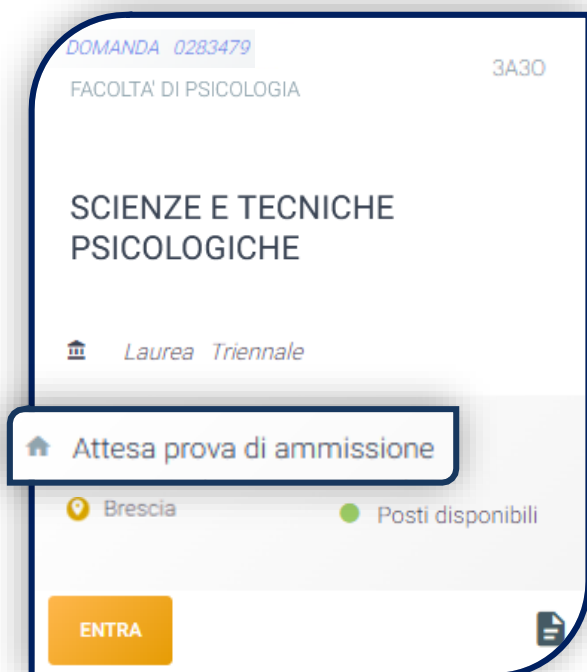 DOMANDA 0283479
FACOLTA' DI PSICOLOGIA
3A3O
SCIENZE E TECNICHE
PSICOLOGICHE
Laurea Triennale
Attesa prova di ammissione
Brescia
Posti disponibili
ENTRA